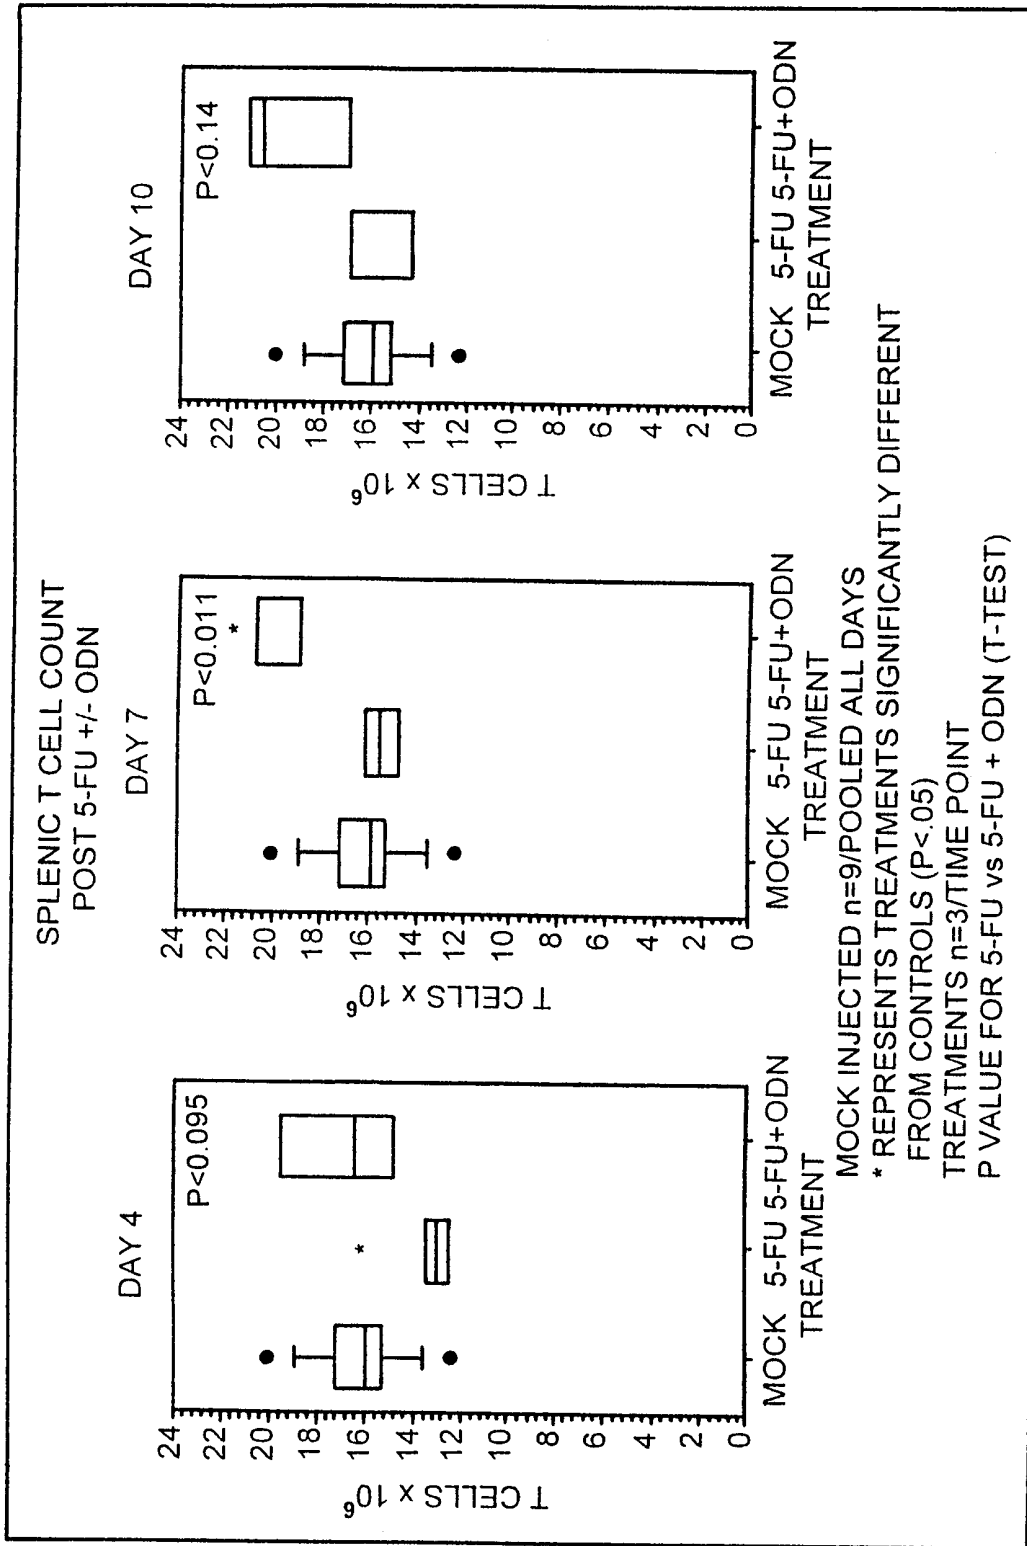 SPLENIC T CELL COUNT
POST 5-FU +/- ODN
DAY 4
P<0.095
*
24
22
20
18
16
14
12
10
8
6
4
2
0
T CELLS x 10⁶
MOCK 5-FU 5-FU+ODN
TREATMENT
DAY 7
P<0.011
*
24
22
20
18
16
14
12
10
8
6
4
2
0
T CELLS x 10⁶
MOCK 5-FU 5-FU+ODN
TREATMENT
DAY 10
P<0.14
24
22
20
18
16
14
12
10
8
6
4
2
0
T CELLS x 10⁶
MOCK 5-FU 5-FU+ODN
TREATMENT
MOCK INJECTED n=9/POOLED ALL DAYS
* REPRESENTS TREATMENTS SIGNIFICANTLY DIFFERENT
FROM CONTROLS (P<.05)
TREATMENTS n=3/TIME POINT
P VALUE FOR 5-FU vs 5-FU + ODN (T-TEST)